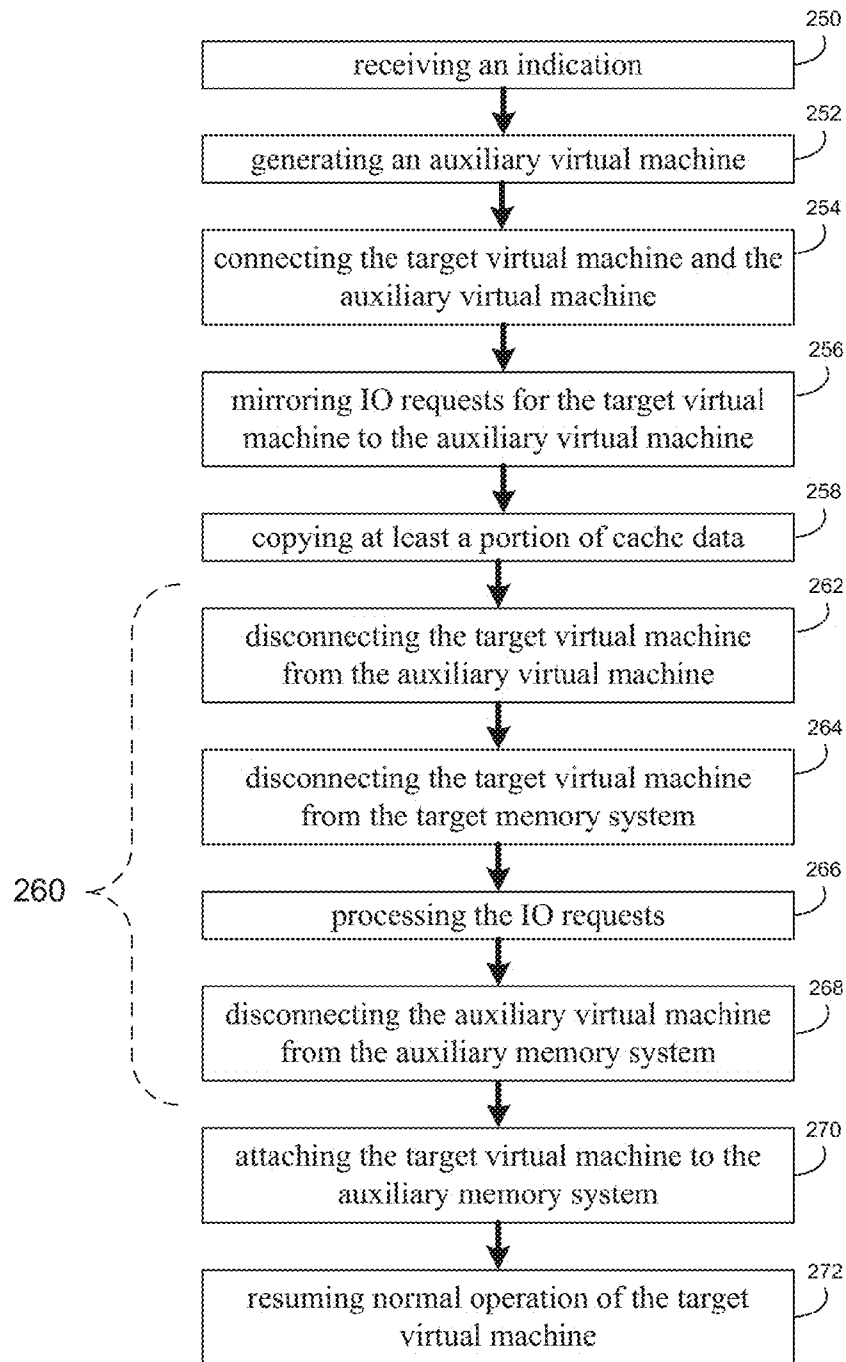 250
receiving an indication
252
generating an auxiliary virtual machine
254
connecting the target virtual machine and the
auxiliary virtual machine
256
mirroring IO requests for the target virtual
machine to the auxiliary virtual machine
258
copying at least a portion of cache data
262
disconnecting the target virtual machine
from the auxiliary virtual machine
264
disconnecting the target virtual machine
from the target memory system
260
266
processing the IO requests
268
disconnecting the auxiliary virtual machine
from the auxiliary memory system
270
attaching the target virtual machine to the
auxiliary memory system
272
resuming normal operation of the target
virtual machine